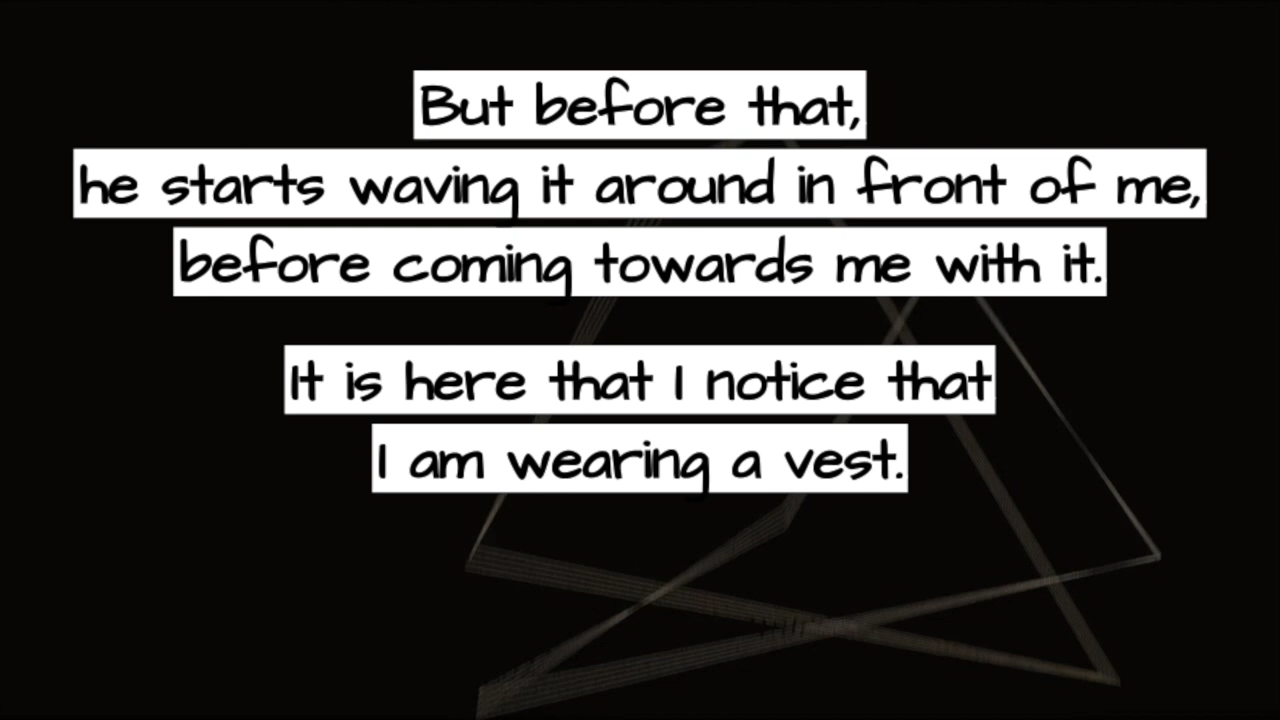 But before that,
he starts waving it around in front of me,
before coming towards me with it.
It is here that I notice that
I am wearing a vest.